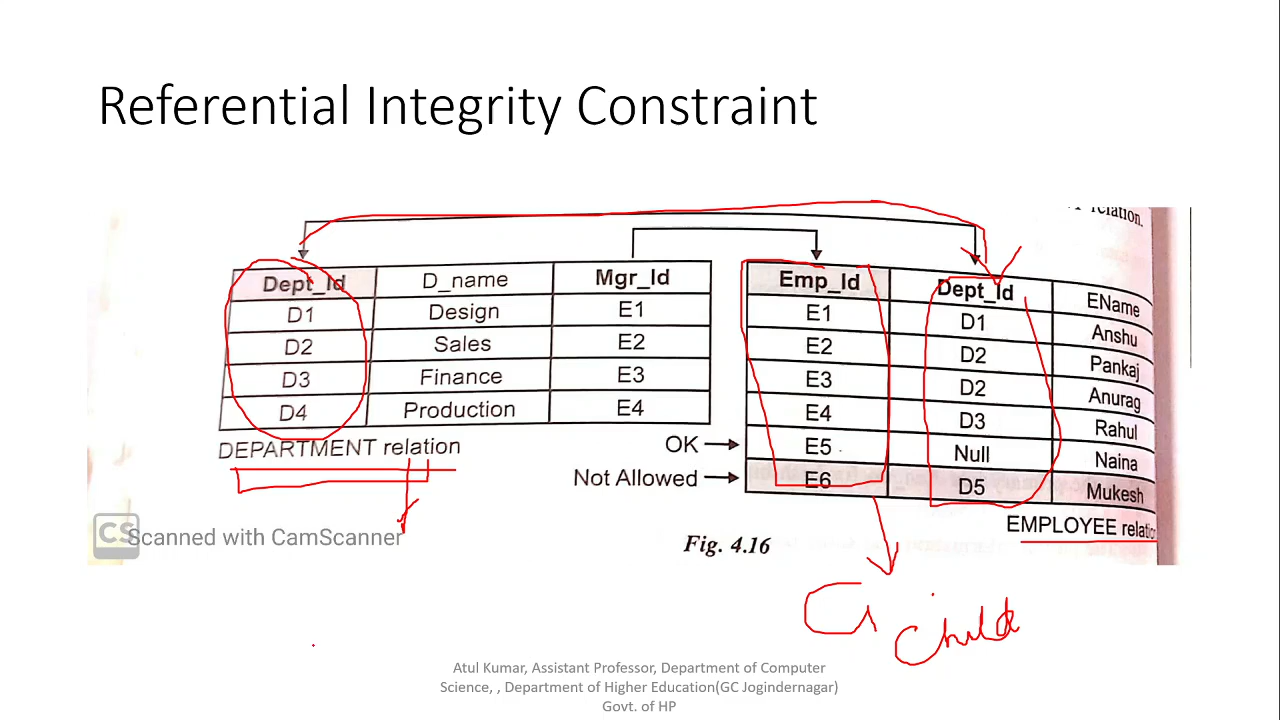 Referential Integrity Constraint
relation.
Dept_Id D_name Mgr_Id
D1 Design E1
D2 Sales E2
D3 Finance E3
D4 Production E4
DEPARTMENT relation
Emp_Id Dept_Id EName
E1 D1 Anshu
E2 D2 Pankaj
E3 D2 Anurag
E4 D3 Rahul
OK E5 Null Naina
Not Allowed E6 D5 Mukesh
EMPLOYEE relatio
CS Scanned with CamScanner
Fig. 4.16
Child
Atul Kumar, Assistant Professor, Department of Computer
Science, , Department of Higher Education(GC Jogindernagar)
Govt. of HP